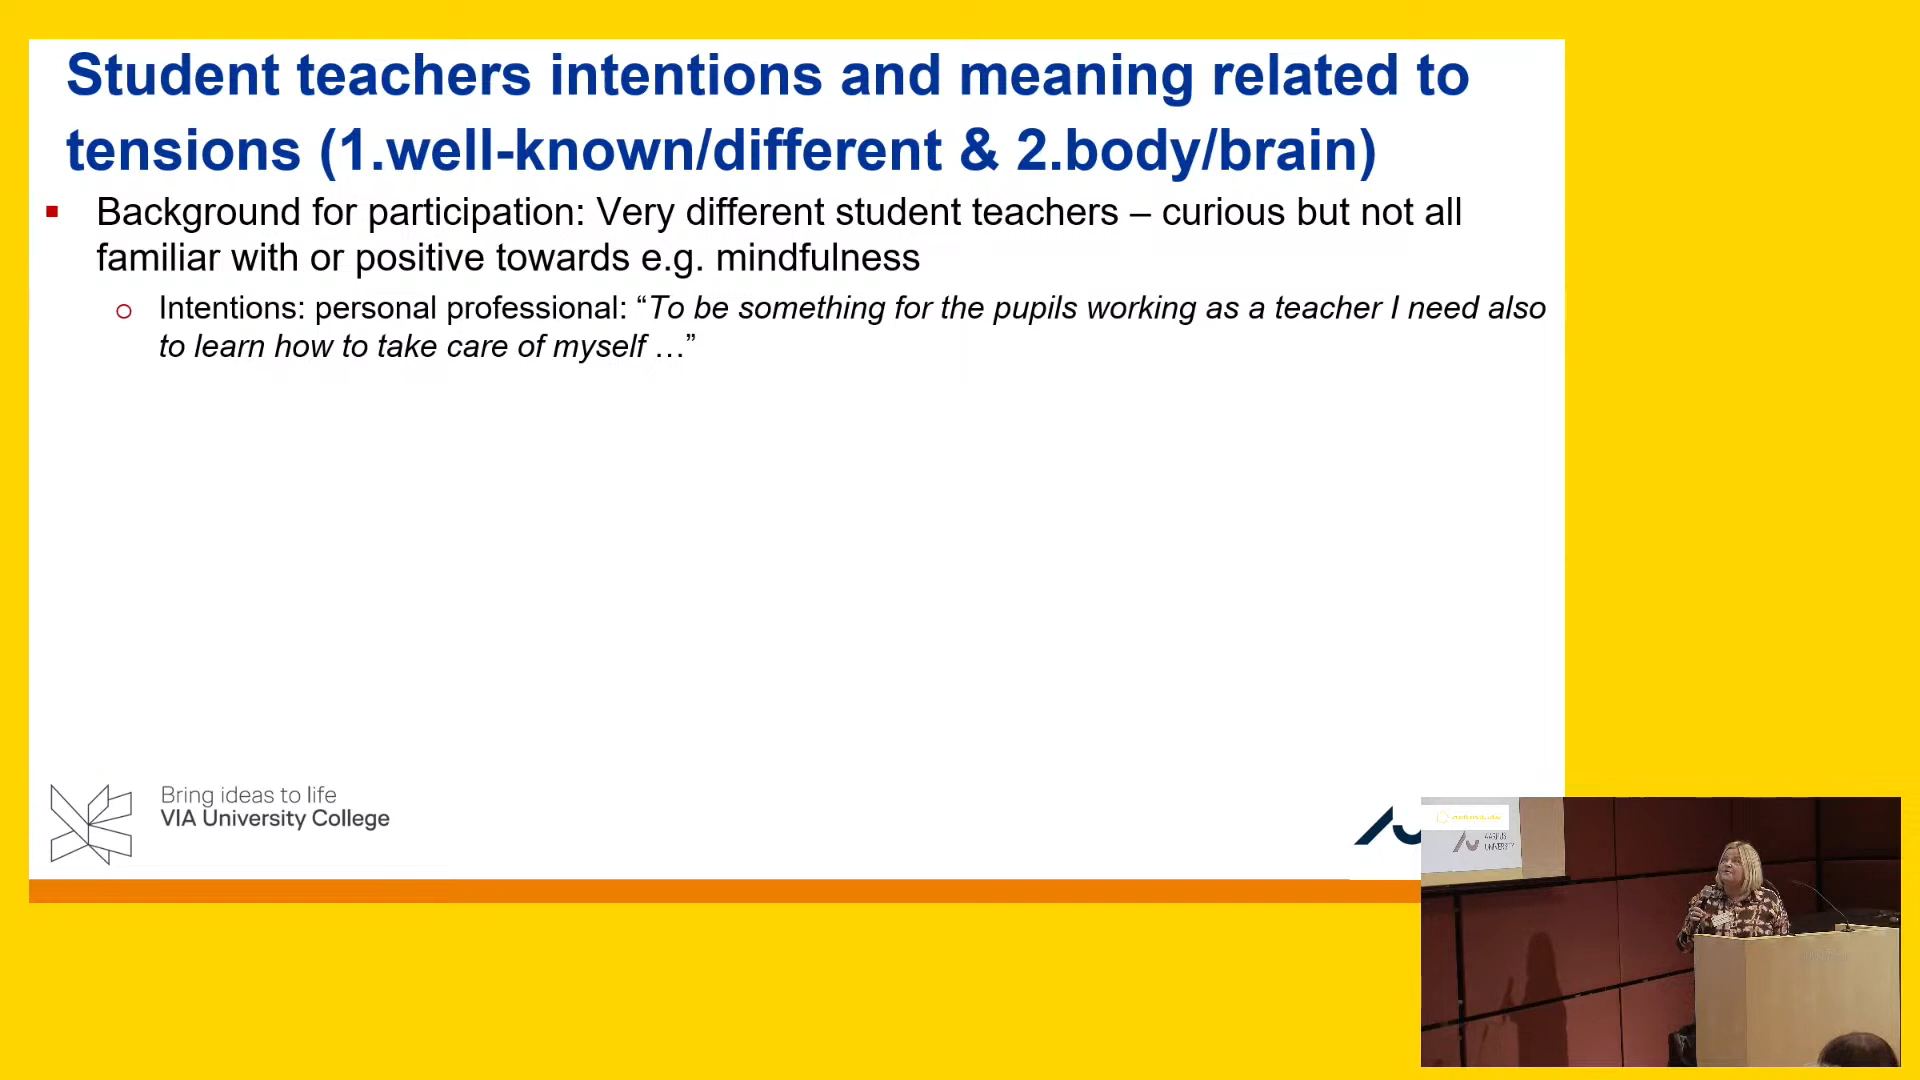 Student teachers intentions and meaning related to
tensions (1.well-known/different & 2.body/brain)
▪ Background for participation: Very different student teachers – curious but not all
familiar with or positive towards e.g. mindfulness
o Intentions: personal professional: “To be something for the pupils working as a teacher I need also
to learn how to take care of myself …”
Bring ideas to life
VIA University College
AARHUS
UNIVERSITY